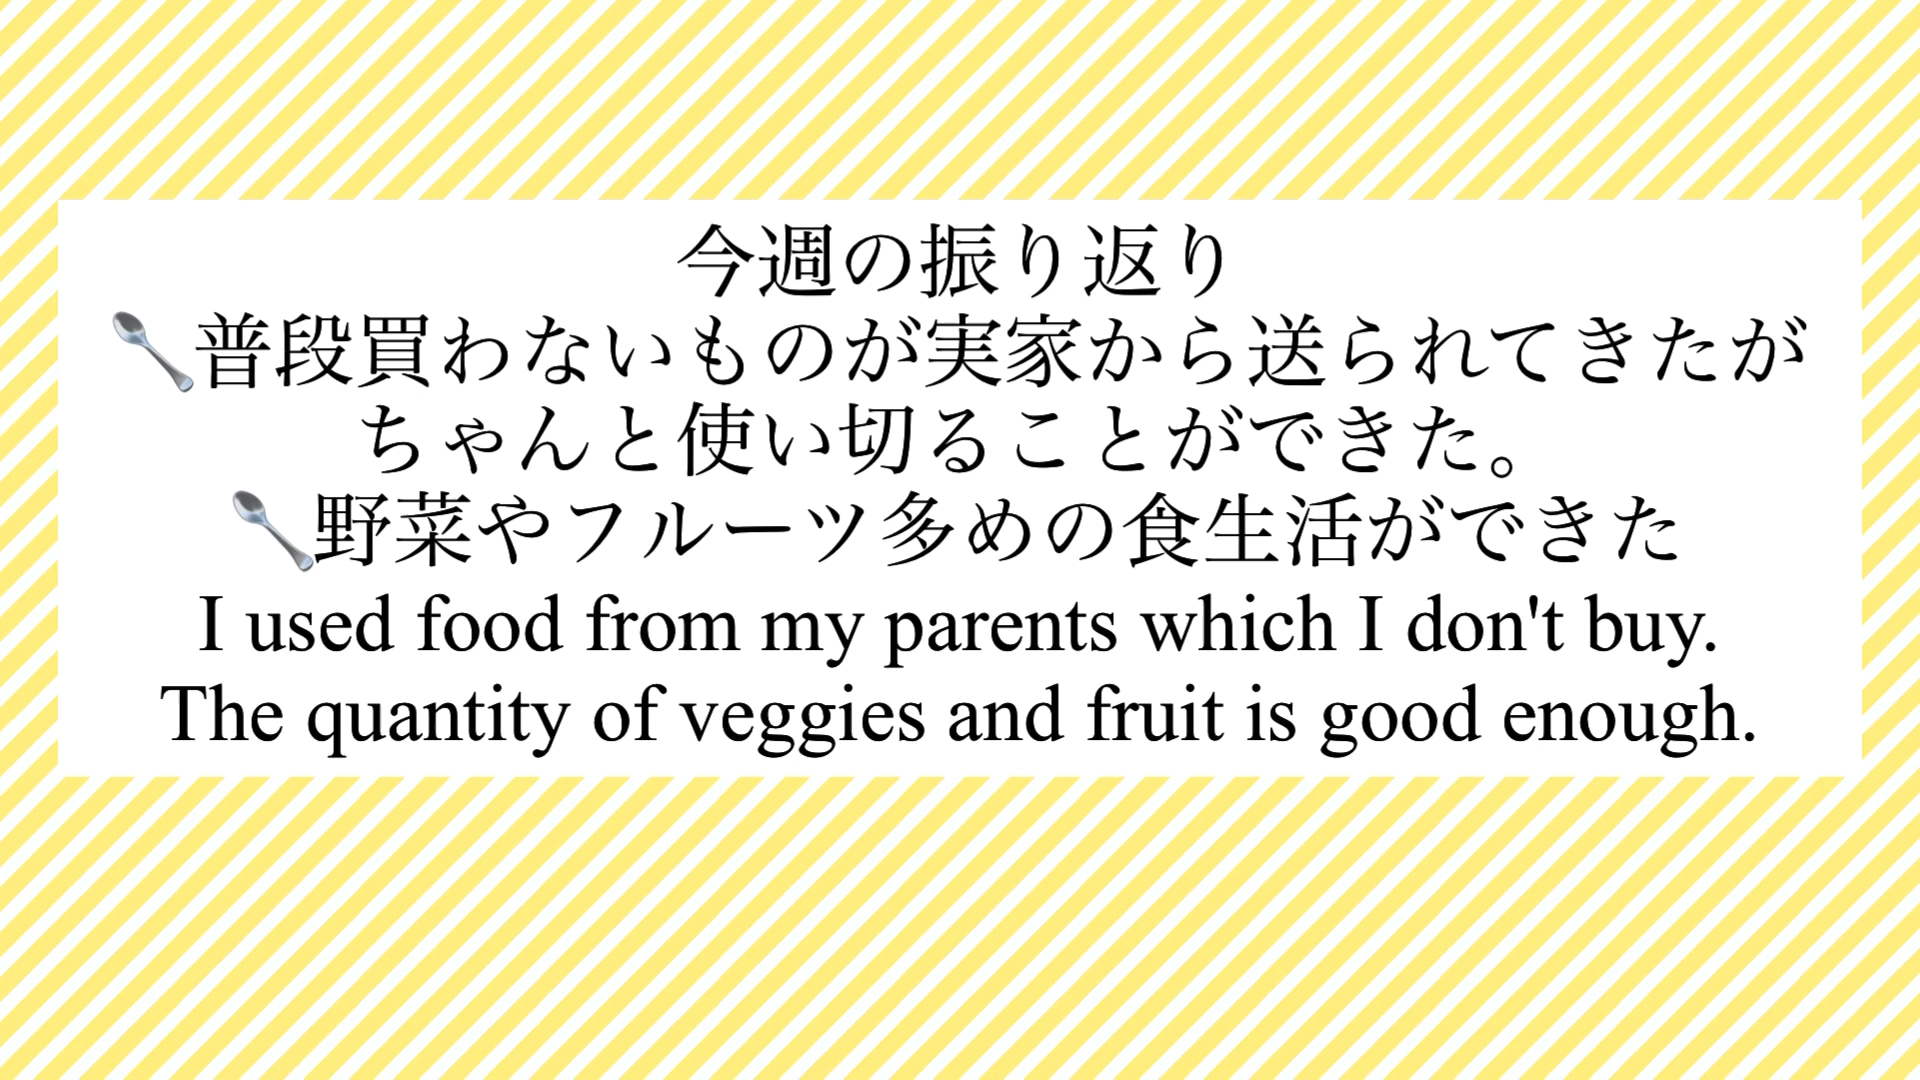 今週の振り返り
🥄普段買わないものが実家から送られてきたが
ちゃんと使い切ることができた。
🥄野菜やフルーツ多めの食生活ができた
I used food from my parents which I don't buy.
The quantity of veggies and fruit is good enough.